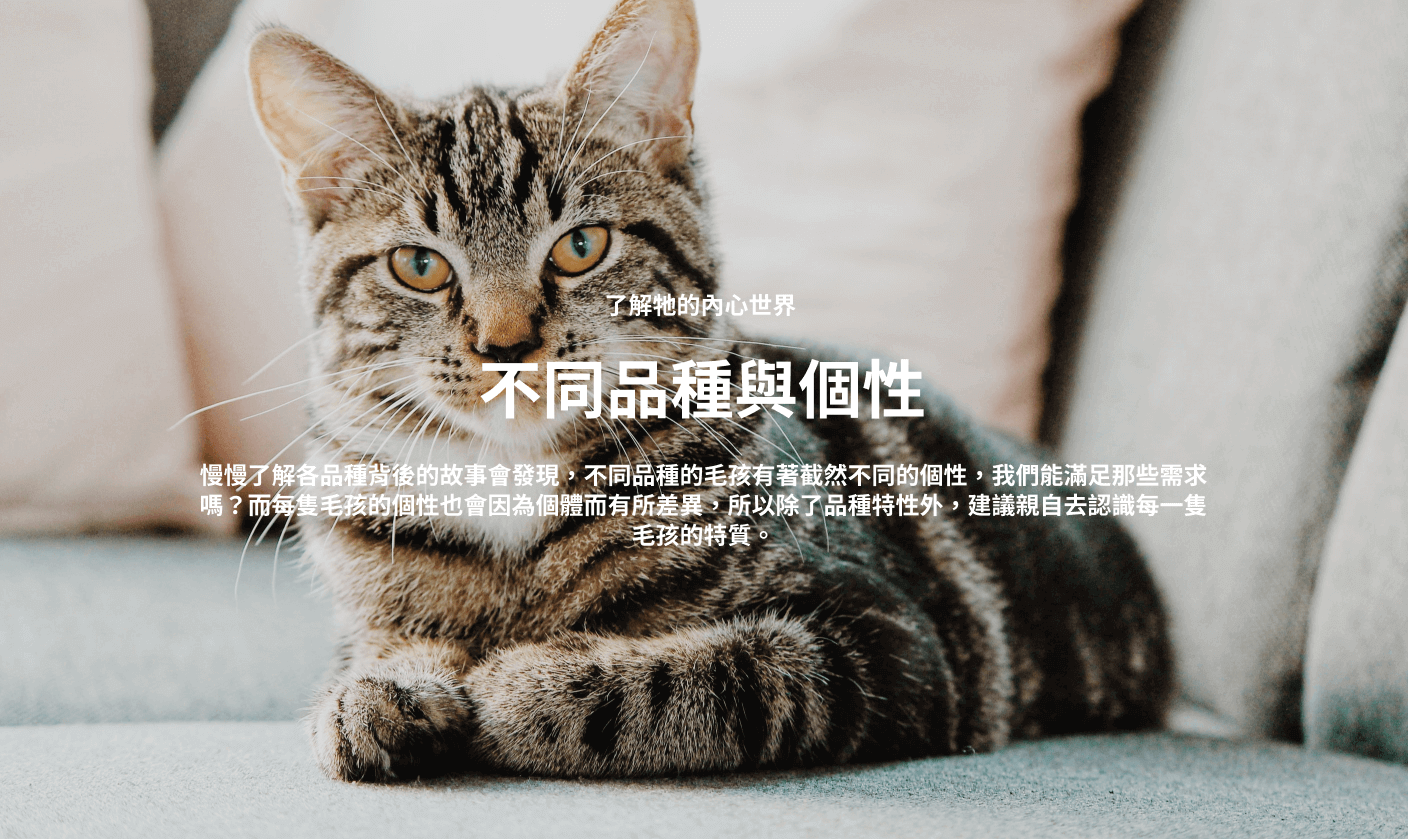 了解牠的內心世界
不同品種與個性
慢慢了解各品種背後的故事會發現，不同品種的毛孩有著截然不同的個性，我們能滿足那些需求
嗎？而每隻毛孩的個性也會因為個體而有所差異，所以除了品種特性外，建議親自去認識每一隻
毛孩的特質。